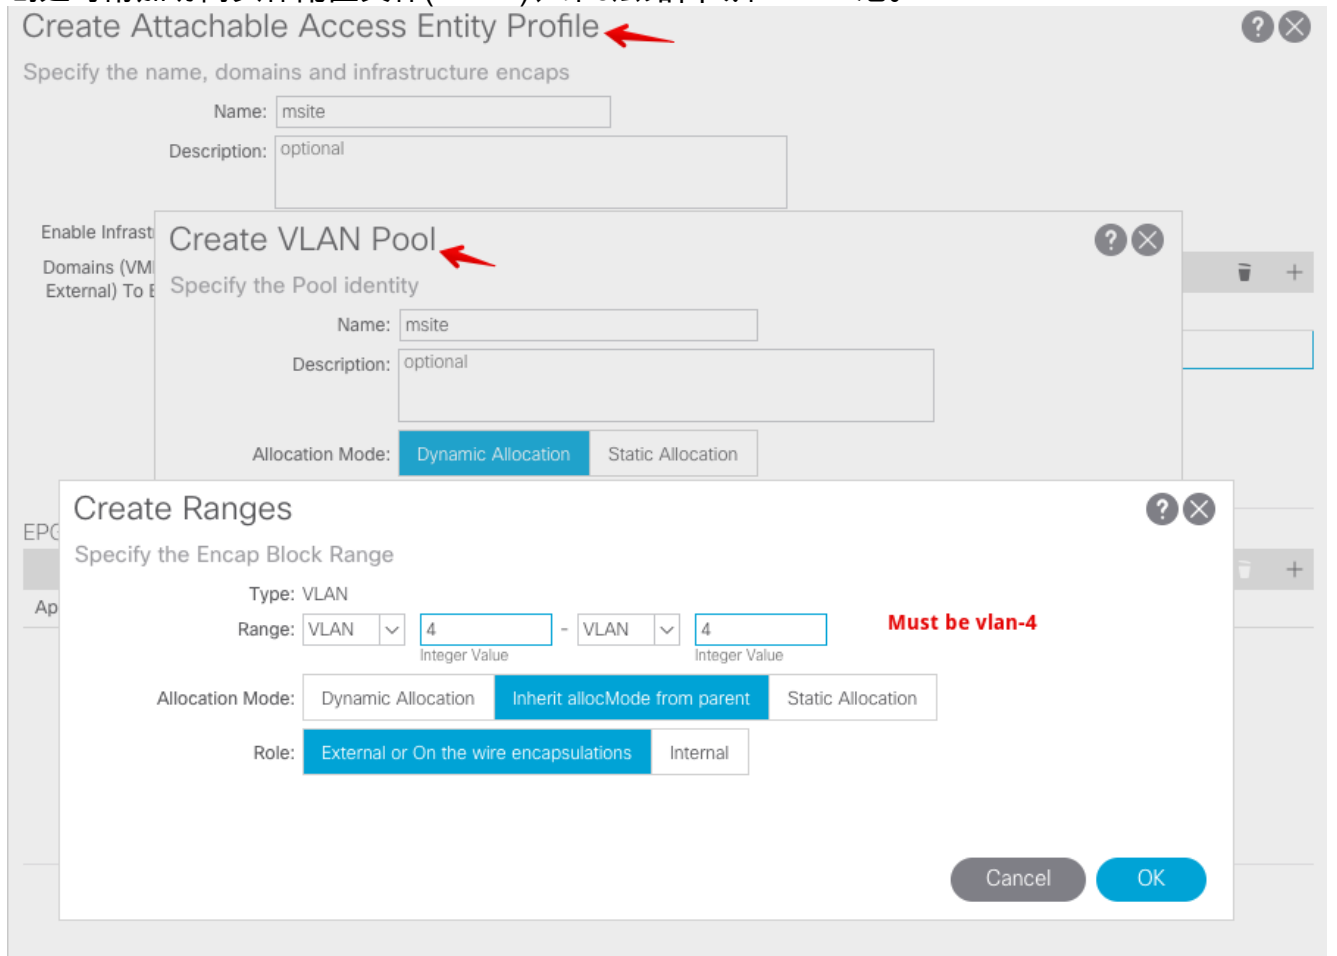 Create Attachable Access Entity Profile
Specify the name, domains and infrastructure encaps
Name: msite
Description: optional
Enable Infrast
Domains (VM
External) To E
Create VLAN Pool
Specify the Pool identity
Name: msite
Description: optional
Allocation Mode: Dynamic Allocation Static Allocation
EPG
Ap
Create Ranges
Specify the Encap Block Range
Type: VLAN
Range: VLAN 4 - VLAN 4
Integer Value Integer Value
Must be vlan-4
Allocation Mode: Dynamic Allocation Inherit allocMode from parent Static Allocation
Role: External or On the wire encapsulations Internal
Cancel OK